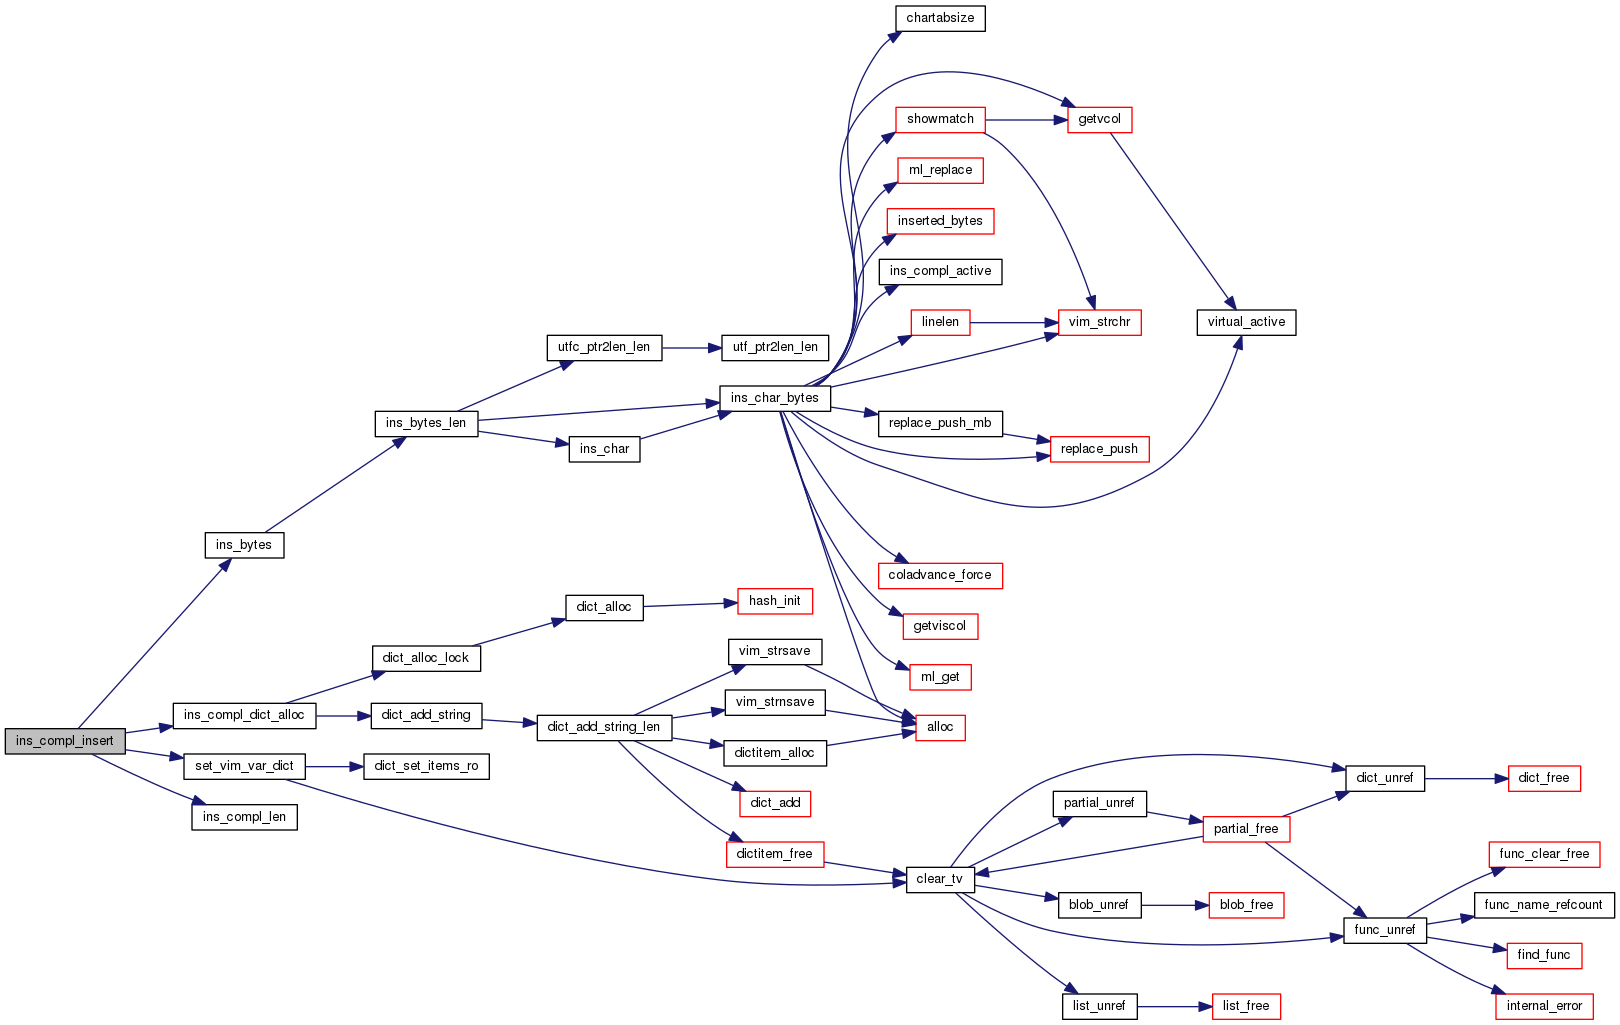 chartabsize
showmatch
getvcol
ml_replace
inserted_bytes
ins_compl_active
linelen
vim_strchr
virtual_active
utfc_ptr2len_len
utf_ptr2len_len
ins_char_bytes
ins_bytes_len
replace_push_mb
ins_char
replace_push
ins_bytes
coladvance_force
hash_init
dict_alloc
getviscol
vim_strsave
dict_alloc_lock
ml_get
vim_strnsave
ins_compl_dict_alloc
dict_add_string
dict_add_string_len
alloc
ins_compl_insert
dictitem_alloc
set_vim_var_dict
dict_set_items_ro
dict_unref
dict_free
dict_add
partial_unref
ins_compl_len
partial_free
dictitem_free
func_clear_free
clear_tv
blob_unref
blob_free
func_name_refcount
func_unref
find_func
list_unref
list_free
internal_error